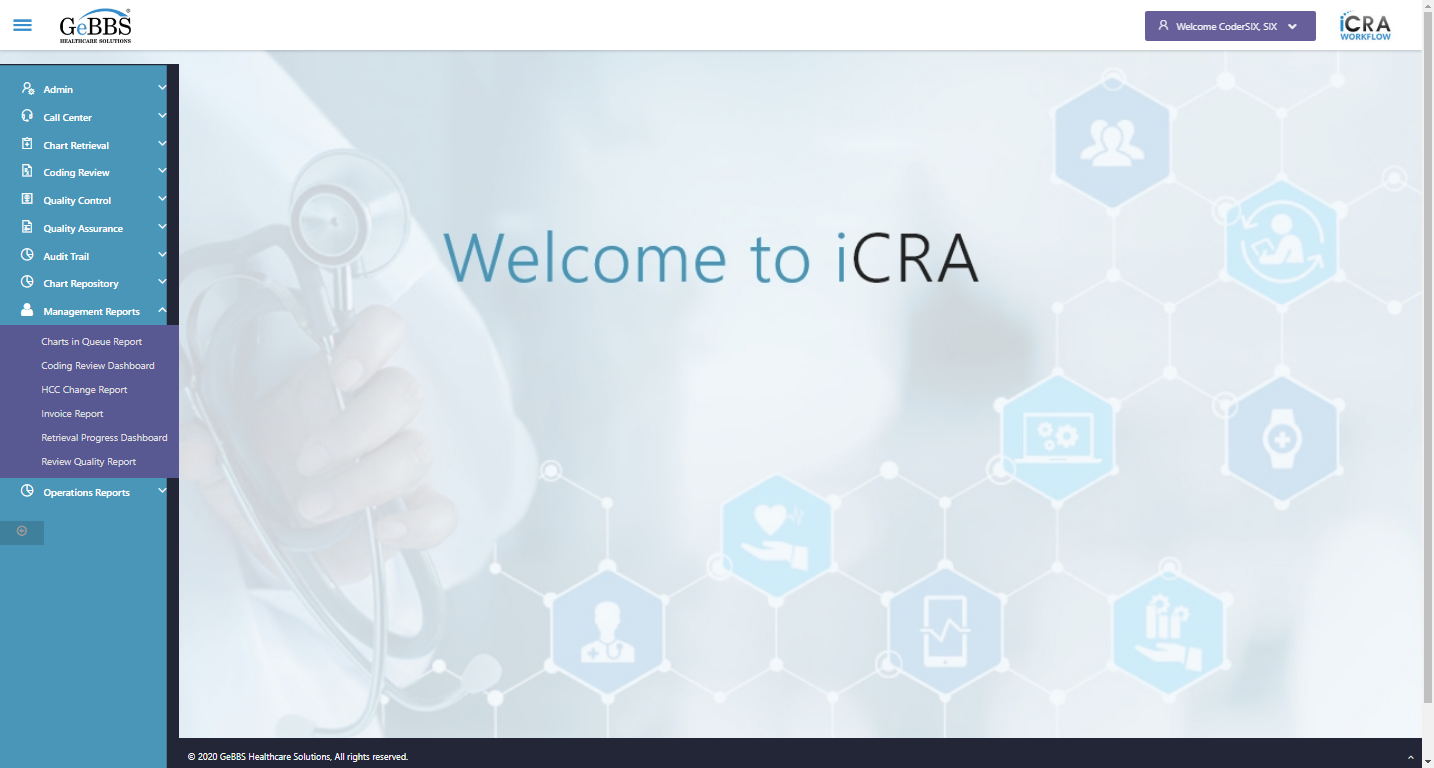 GeBBS
HEALTHCARE SOLUTIONS
Welcome CoderSIX, SIX
iCRA
WORKFLOW
Admin
Call Center
Chart Retrieval
Coding Review
Quality Control
Quality Assurance
Audit Trail
Chart Repository
Management Reports
Charts in Queue Report
Coding Review Dashboard
HCC Change Report
Invoice Report
Retrieval Progress Dashboard
Review Quality Report
Operations Reports
Welcome to iCRA
© 2020 GeBBS Healthcare Solutions, All rights reserved.